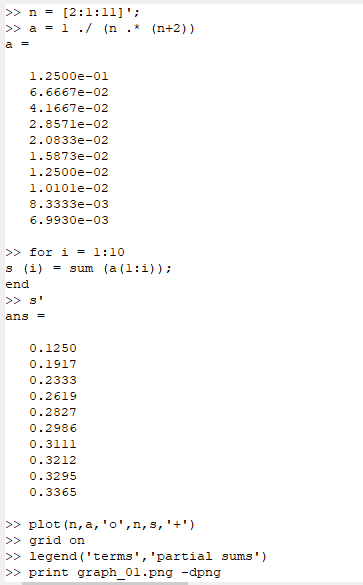 >> n = [2:1:11]';
>> a = 1 ./ (n .* (n+2))
a =
1.2500e-01
6.6667e-02
4.1667e-02
2.8571e-02
2.0833e-02
1.5873e-02
1.2500e-02
1.0101e-02
8.3333e-03
6.9930e-03
>> for i = 1:10
s (i) = sum (a(1:i));
end
>> s'
ans =
0.1250
0.1917
0.2333
0.2619
0.2827
0.2986
0.3111
0.3212
0.3295
0.3365
>> plot(n,a,'o',n,s,'+')
>> grid on
>> legend('terms','partial sums')
>> print graph_01.png -dpng